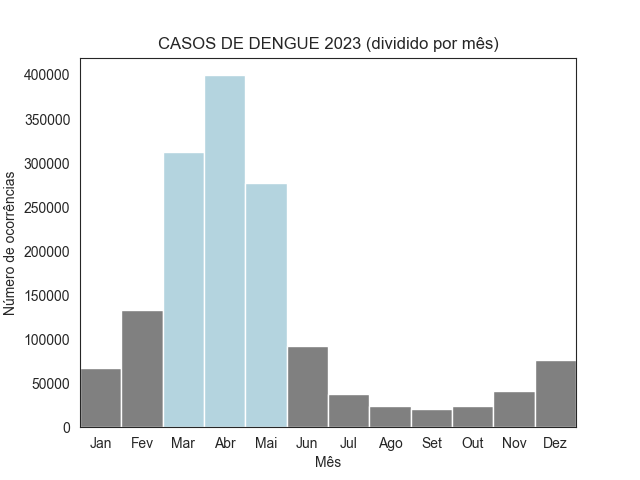 CASOS DE DENGUE 2023 (dividido por mês)
Número de ocorrências
400000
350000
300000
250000
200000
150000
100000
50000
0
Jan Fev Mar Abr Mai Jun Jul Ago Set Out Nov Dez
Mês